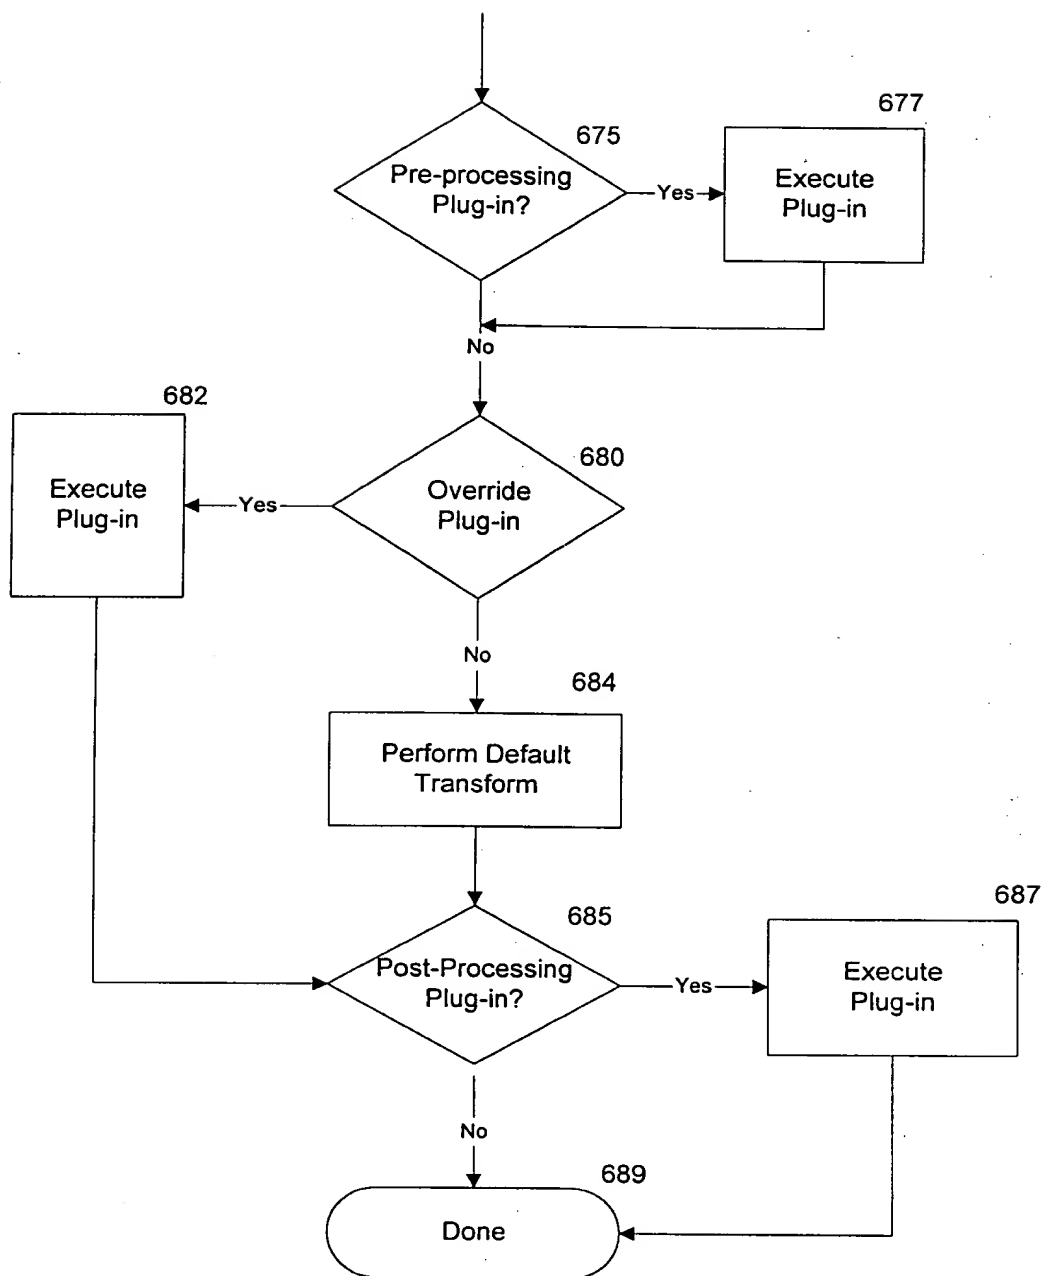 677
675
Pre-processing
Plug-in?
Yes
Execute
Plug-in
No
682
680
Execute
Plug-in
Yes
Override
Plug-in
No
684
Perform Default
Transform
687
685
Post-Processing
Plug-in?
Yes
Execute
Plug-in
No
689
Done